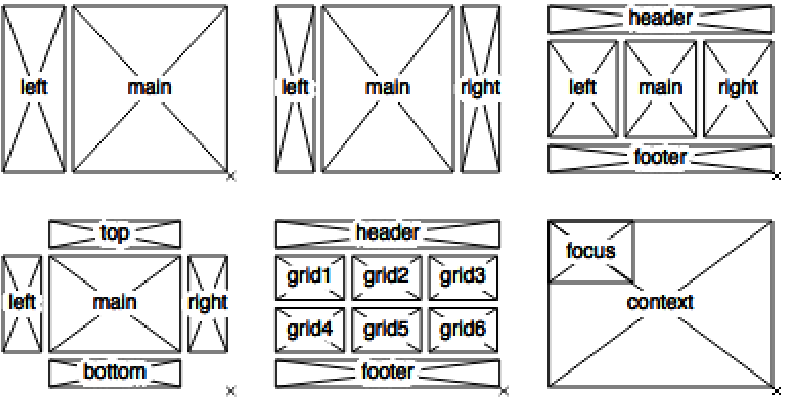 left main
left main right
header
left main right
footer
top
left main right
bottom
header
grid1 grid2 grid3
grid4 grid5 grid6
footer
focus
context